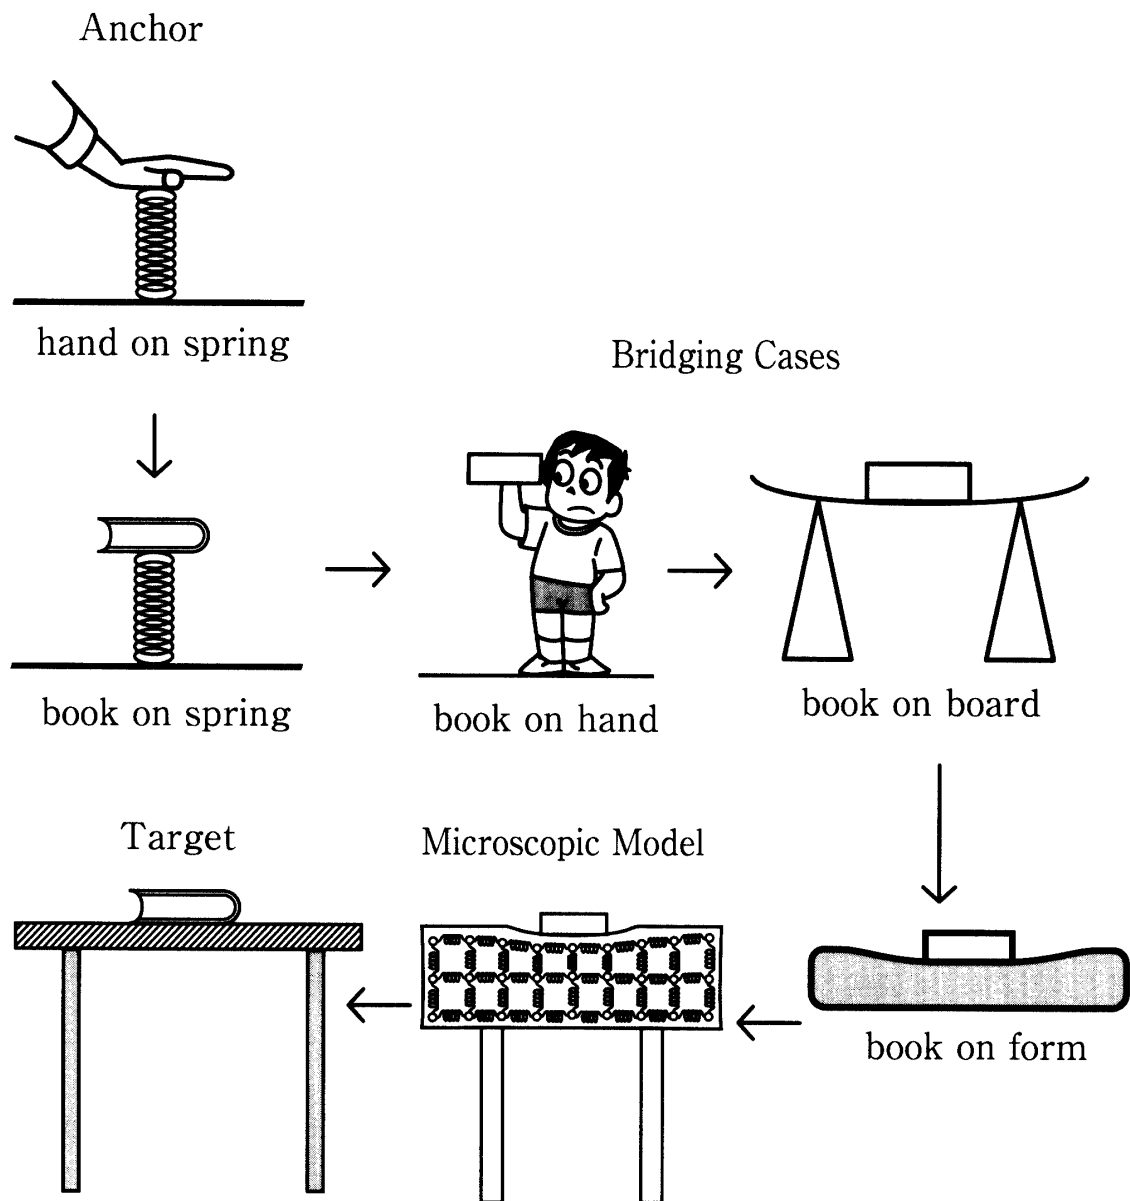 Anchor
hand on spring
Bridging Cases
book on spring
book on hand
book on board
Target
Microscopic Model
book on form